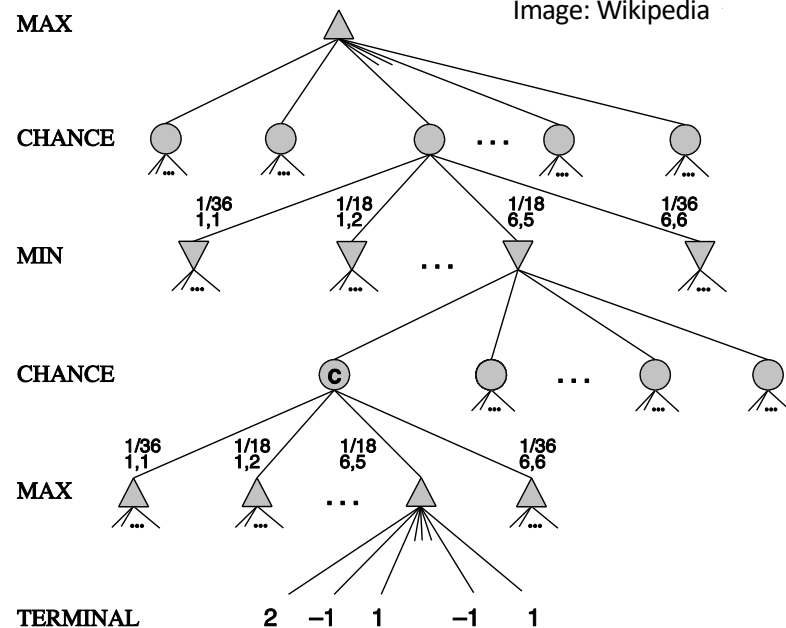 Image: Wikipedia
MAX
CHANCE
...
... ... ... ...
1/36 1/18 1/18 1/36
1,1 1,2 6,5 6,6
MIN
...
... ... ...
CHANCE
C
...
... ... ...
1/36 1/18 1/18 1/36
1,1 1,2 6,5 6,6
MAX
...
... ... ...
TERMINAL 2 –1 1 –1 1